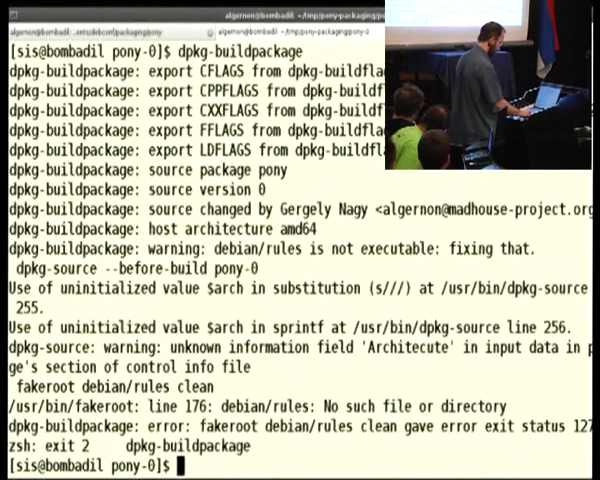 algernon@bombadil: ~/tmp/pony-packaging/po
algernon@bombadil: ~/tmp/pony-packaging/pony-0
[sis@bombadil pony-0]$ dpkg-buildpackage
dpkg-buildpackage: export CFLAGS from dpkg-buildfla
dpkg-buildpackage: export CPPFLAGS from dpkg-buildf
dpkg-buildpackage: export CXXFLAGS from dpkg-buildf
dpkg-buildpackage: export FFLAGS from dpkg-buildfla
dpkg-buildpackage: export LDFLAGS from dpkg-buildfl
dpkg-buildpackage: source package pony
dpkg-buildpackage: source version 0
dpkg-buildpackage: source changed by Gergely Nagy <algernon@madhouse-project.org
dpkg-buildpackage: host architecture amd64
dpkg-buildpackage: warning: debian/rules is not executable: fixing that.
dpkg-source --before-build pony-0
Use of uninitialized value $arch in substitution (s///) at /usr/bin/dpkg-source
255.
Use of uninitialized value $arch in sprintf at /usr/bin/dpkg-source line 256.
dpkg-source: warning: unknown information field 'Architecute' in input data in p
ge's section of control info file
fakeroot debian/rules clean
/usr/bin/fakeroot: line 176: debian/rules: No such file or directory
dpkg-buildpackage: error: fakeroot debian/rules clean gave error exit status 127
zsh: exit 2 dpkg-buildpackage
[sis@bombadil pony-0]$